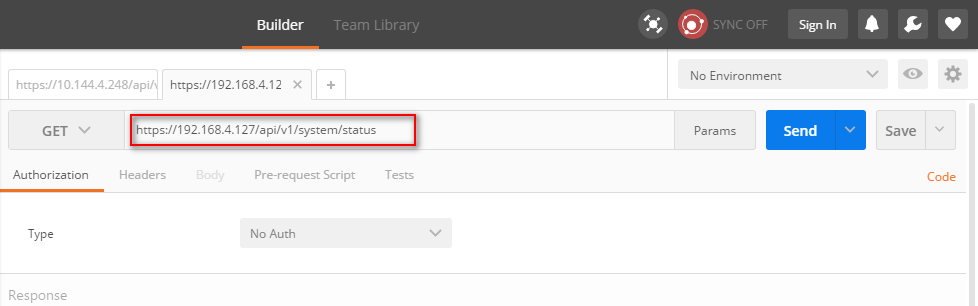 Builder Team Library SYNC OFF Sign In
https://10.144.4.248/api/v https://192.168.4.12 No Environment
GET https://192.168.4.127/api/v1/system/status Params Send Save
Authorization Headers Body Pre-request Script Tests Code
Type No Auth
Response